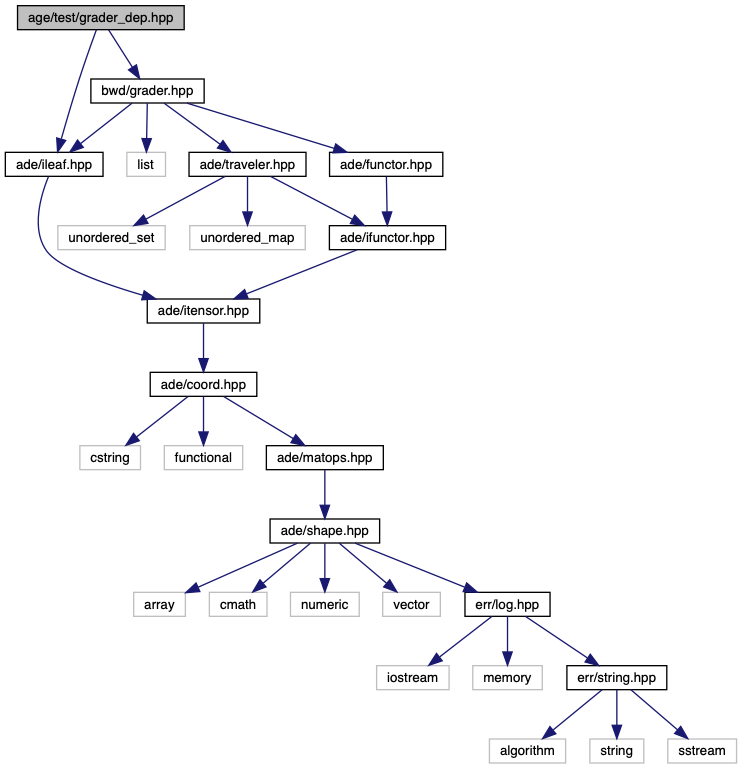 age/test/grader_dep.hpp
bwd/grader.hpp
ade/ileaf.hpp
list
ade/traveler.hpp
ade/functor.hpp
unordered_set
unordered_map
ade/ifunctor.hpp
ade/itensor.hpp
ade/coord.hpp
cstring
functional
ade/matops.hpp
ade/shape.hpp
array
cmath
numeric
vector
err/log.hpp
iostream
memory
err/string.hpp
algorithm
string
sstream